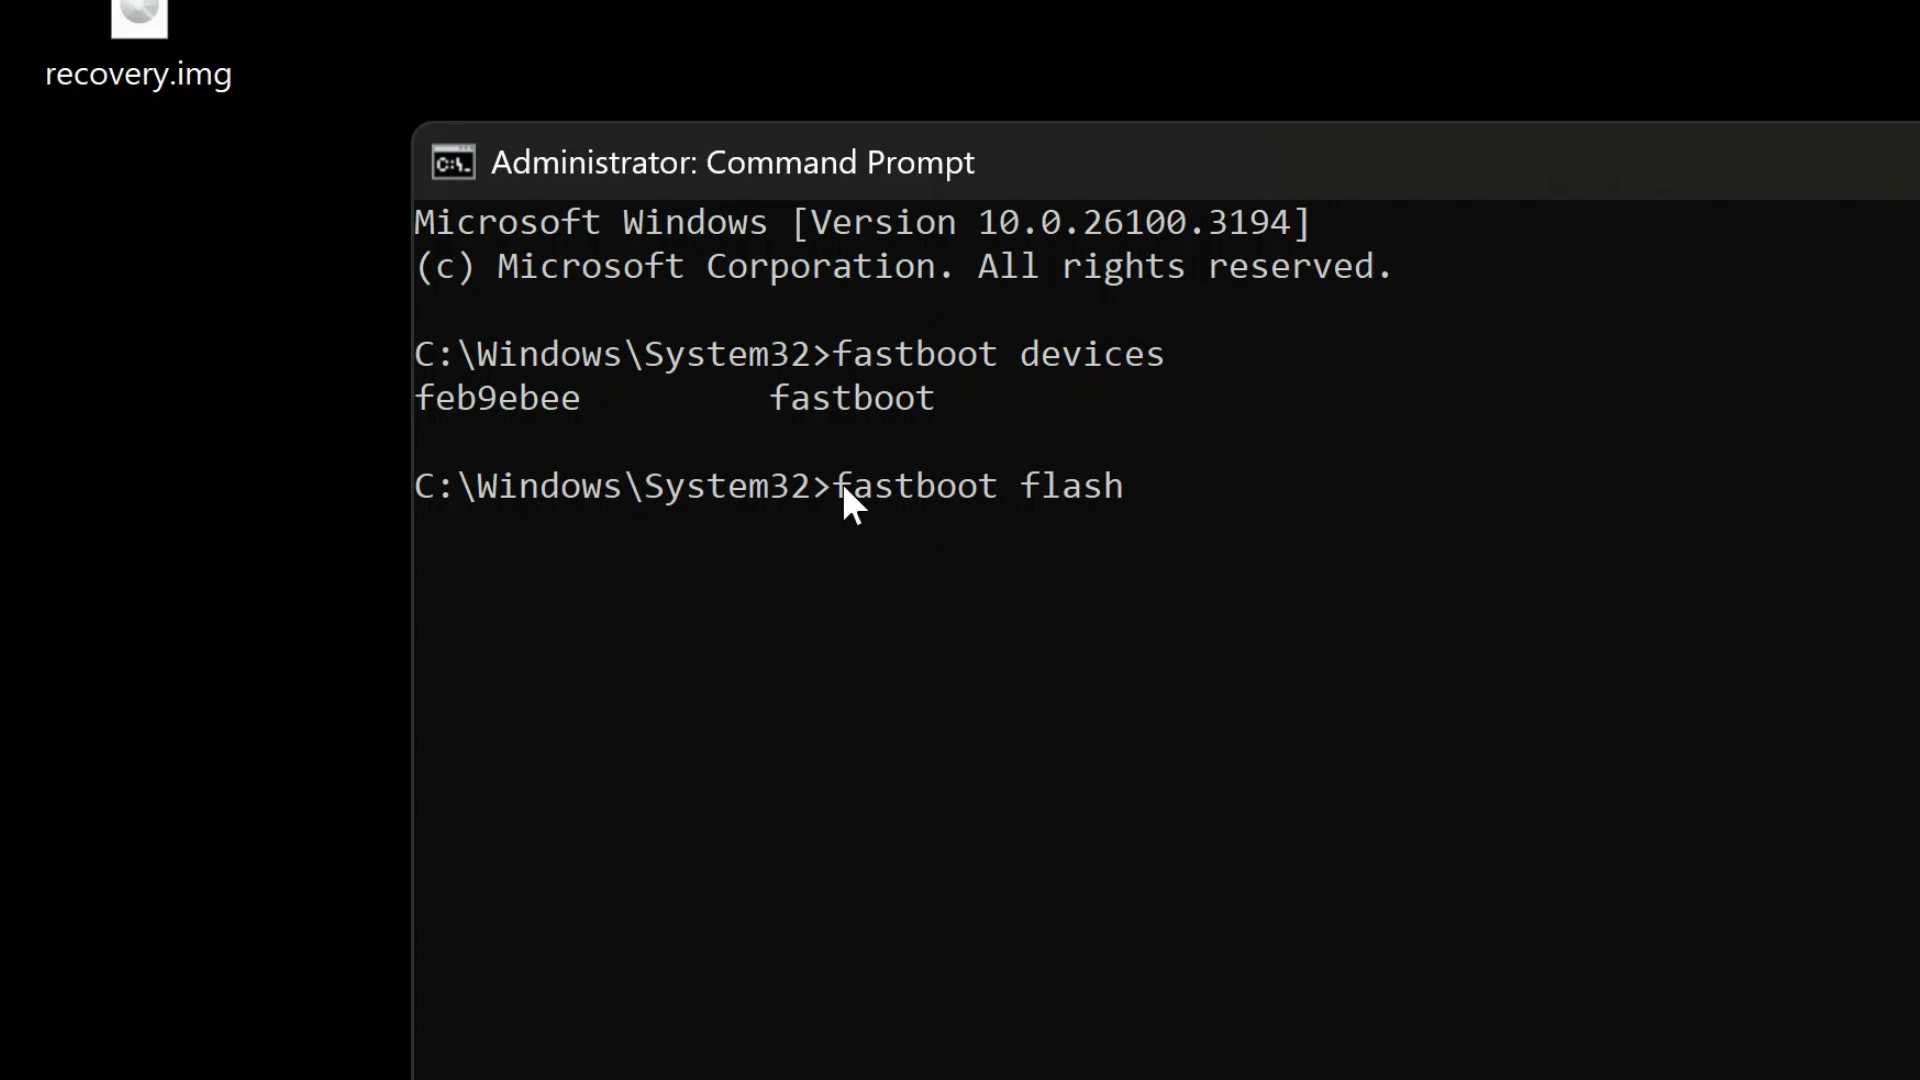 recovery.img
Administrator: Command Prompt
Microsoft Windows [Version 10.0.26100.3194]
(c) Microsoft Corporation. All rights reserved.
C:\Windows\System32>fastboot devices
feb9ebee fastboot
C:\Windows\System32>fastboot flash